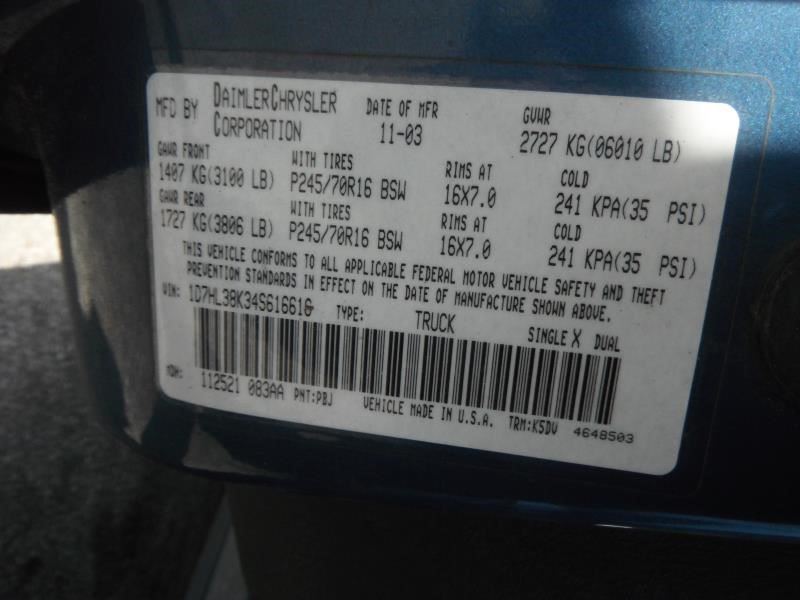 MFD BY DAIMLERCHRYSLER CORPORATION DATE OF MFR 11-03 GVWR 2727 KG(06010 LB)
GAWR FRONT WITH TIRES RIMS AT COLD
1407 KG(3100 LB) P245/70R16 BSW 16X7.0 241 KPA(35 PSI)
GAWR REAR WITH TIRES RIMS AT COLD
1727 KG(3806 LB) P245/70R16 BSW 16X7.0 241 KPA(35 PSI)
THIS VEHICLE CONFORMS TO ALL APPLICABLE FEDERAL MOTOR VEHICLE SAFETY AND THEFT
PREVENTION STANDARDS IN EFFECT ON THE DATE OF MANUFACTURE SHOWN ABOVE.
VIN: 1D7HL38K34S616616 TYPE: TRUCK SINGLE X DUAL
MDH: 112521 083AA PNT:PBJ VEHICLE MADE IN U.S.A. TRM:K5DV 4648503